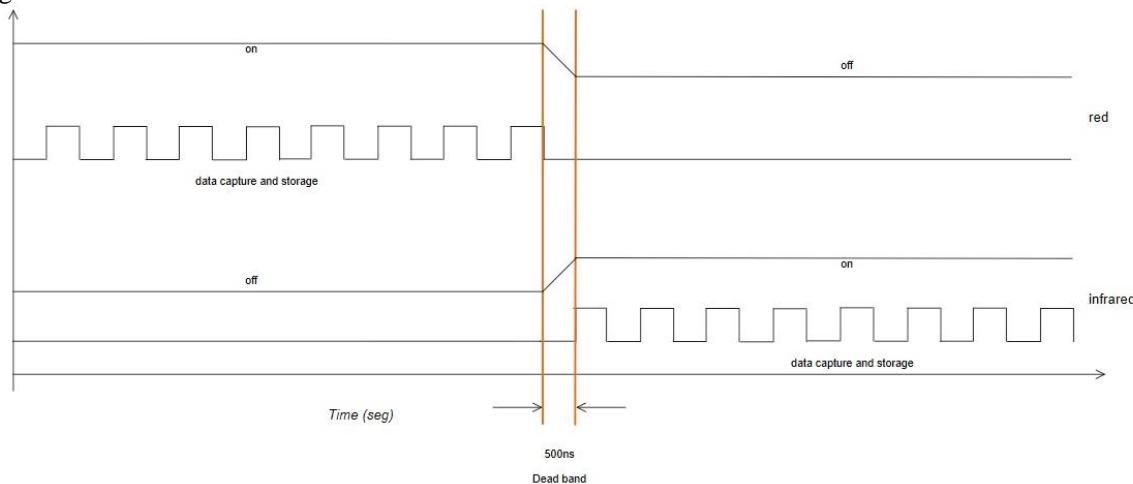 on
off
red
data capture and storage
off
on
infrared
data capture and storage
Time (seg)
500ns
Dead band